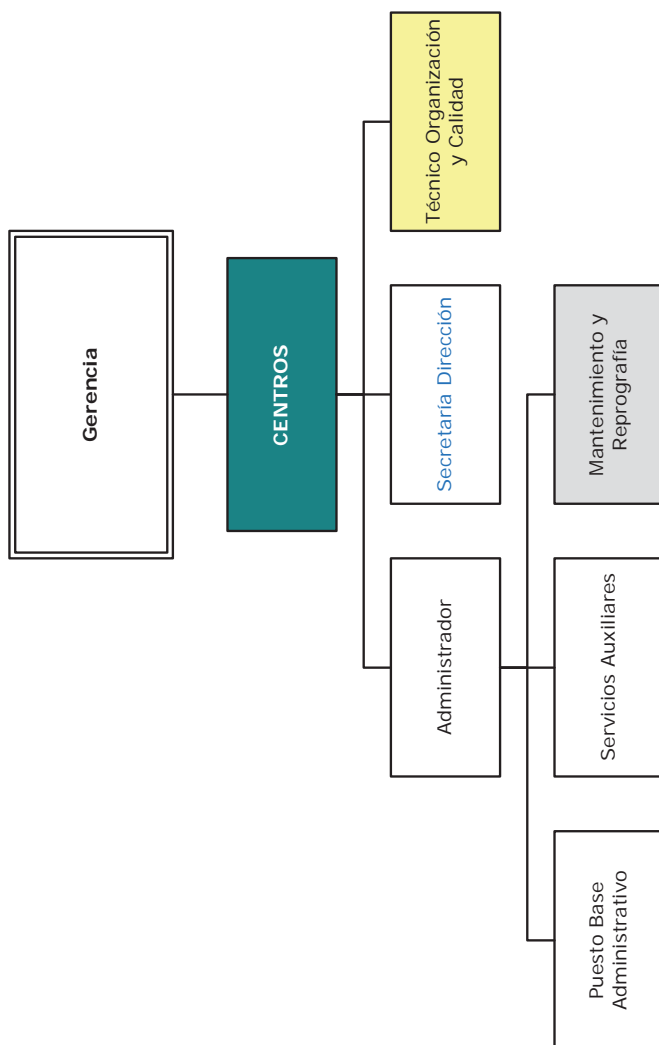 Gerencia
CENTROS
Administrador
Secretaría Dirección
Técnico Organización
y Calidad
Puesto Base
Administrativo
Servicios Auxiliares
Mantenimiento y
Reprografía